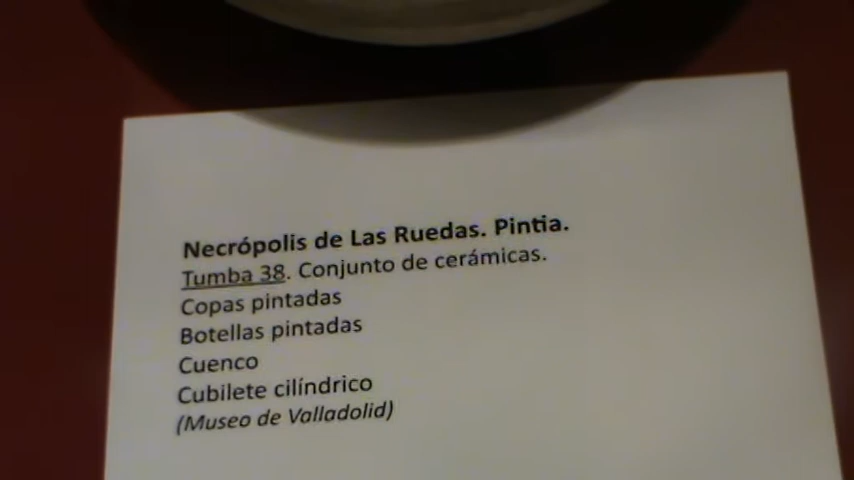 Necrópolis de Las Ruedas. Pintia.
Tumba 38. Conjunto de cerámicas.
Copas pintadas
Botellas pintadas
Cuenco
Cubilete cilíndrico
(Museo de Valladolid)